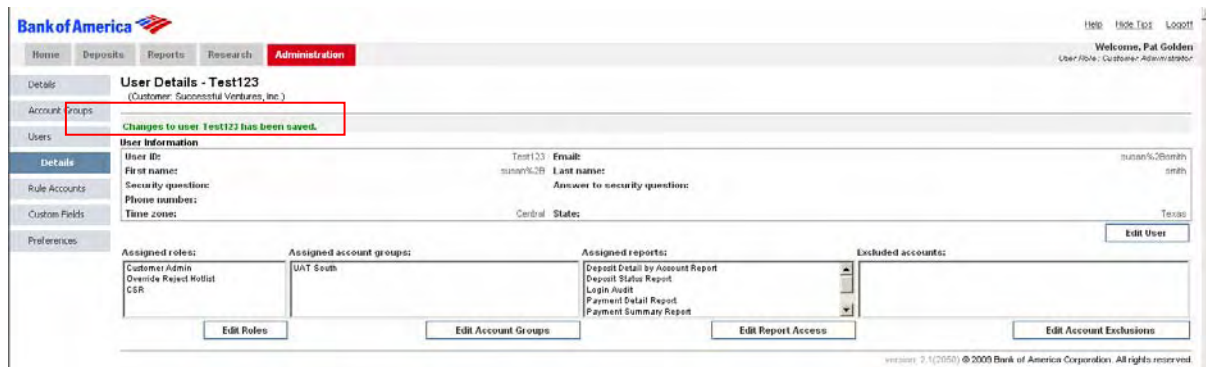 Bank of America
Help Hide Tips Logoff
Home Deposits Reports Research Administration
Welcome, Pat Golden
User Role: Customer Administrator
Details
User Details - Test123
(Customer: Successful Ventures, Inc.)
Account Groups
Changes to user Test123 has been saved.
Users
User Information
Details
User ID: Test123 Email: susan%2Bsmith
First name: susan%2B Last name: smith
Rule Accounts
Security question: Answer to security question:
Phone number:
Custom Fields
Time zone: Central State: Texas
Preferences
Edit User
Assigned roles: Assigned account groups: Assigned reports: Excluded accounts:
Customer Admin UAT South Deposit Detail by Account Report
Override Reject Hotlist Deposit Status Report
CSR Login Audit
Payment Detail Report
Payment Summary Report
Edit Roles Edit Account Groups Edit Report Access Edit Account Exclusions
version: 2.1(2050) © 2009 Bank of America Corporation. All rights reserved.